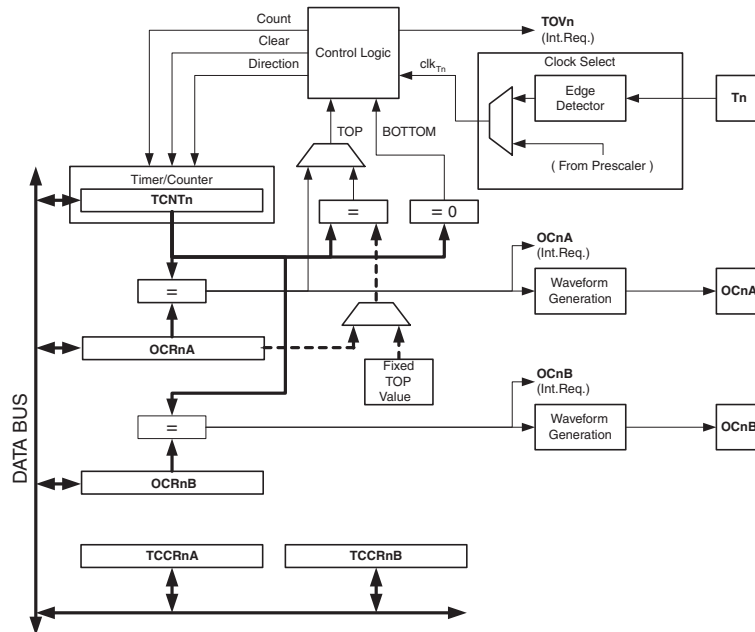 Count
Clear
Direction
Control Logic
TOVn
(Int.Req.)
clkTn
Clock Select
Edge
Detector
Tn
( From Prescaler )
TOP
BOTTOM
Timer/Counter
TCNTn
=
= 0
OCnA
(Int.Req.)
=
Waveform
Generation
OCnA
OCRnA
Fixed
TOP
Value
OCnB
(Int.Req.)
=
Waveform
Generation
OCnB
OCRnB
DATA BUS
TCCRnA
TCCRnB